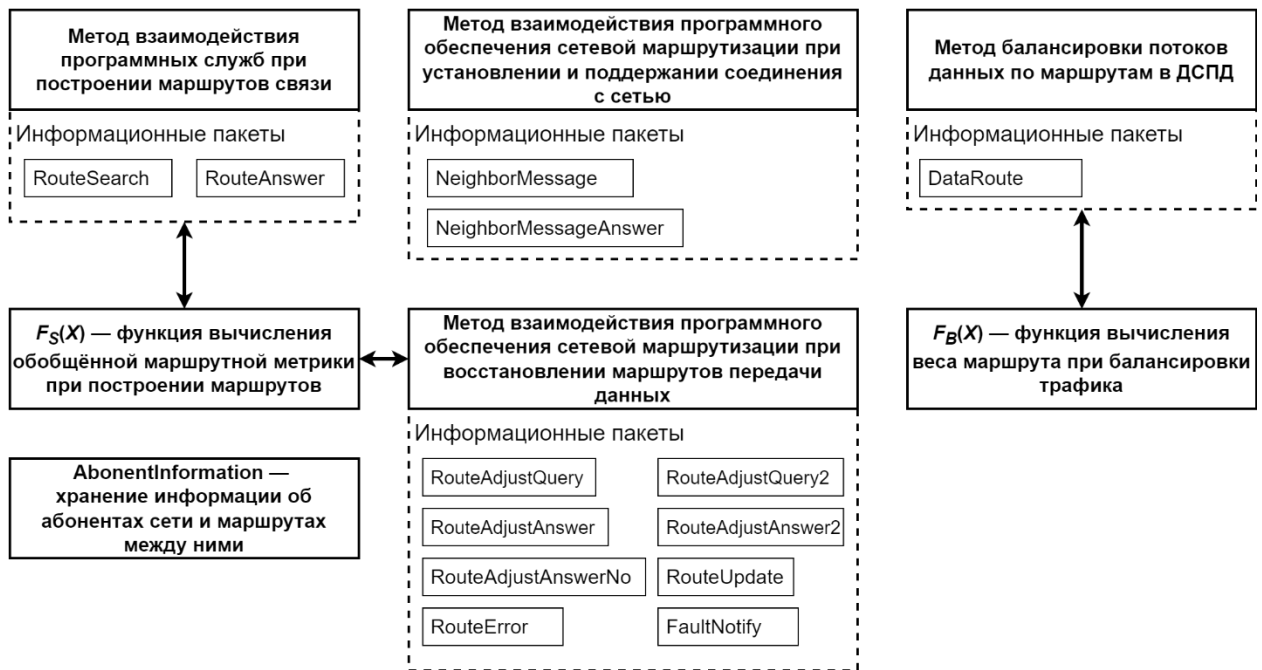 Метод взаимодействия
программных служб при
построении маршрутов связи
Информационные пакеты
RouteSearch
RouteAnswer
Метод взаимодействия программного
обеспечения сетевой маршрутизации при
установлении и поддержании соединения
с сетью
Информационные пакеты
NeighborMessage
NeighborMessageAnswer
Метод балансировки потоков
данных по маршрутам в ДСПД
Информационные пакеты
DataRoute
F_S(X) — функция вычисления
обобщённой маршрутной метрики
при построении маршрутов
Метод взаимодействия программного
обеспечения сетевой маршрутизации при
восстановлении маршрутов передачи
данных
Информационные пакеты
RouteAdjustQuery
RouteAdjustQuery2
RouteAdjustAnswer
RouteAdjustAnswer2
RouteAdjustAnswerNo
RouteUpdate
RouteError
FaultNotify
F_B(X) — функция вычисления
веса маршрута при балансировки
трафика
AbonentInformation —
хранение информации об
абонентах сети и маршрутах
между ними